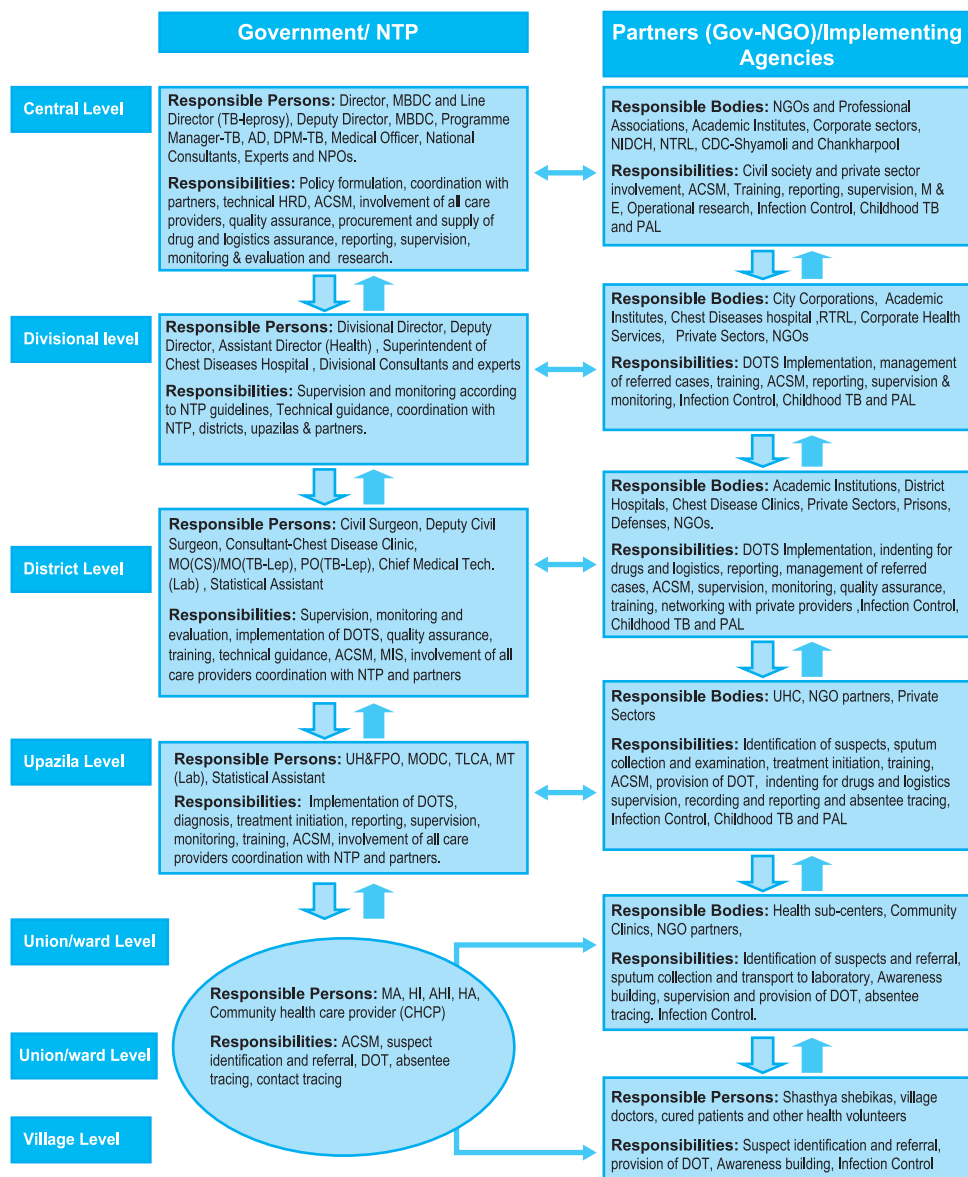 Government/ NTP
Partners (Gov-NGO)/Implementing
Agencies
Central Level
Responsible Persons: Director, MBDC and Line
Director (TB-leprosy), Deputy Director, MBDC, Programme
Manager-TB, AD, DPM-TB, Medical Officer, National
Consultants, Experts and NPOs.
Responsibilities: Policy formulation, coordination with
partners, technical HRD, ACSM, involvement of all care
providers, quality assurance, procurement and supply of
drug and logistics assurance, reporting, supervision,
monitoring & evaluation and research.
Responsible Bodies: NGOs and Professional
Associations, Academic Institutes, Corporate sectors,
NIDCH, NTRL, CDC-Shyamoli and Chankharpool
Responsibilities: Civil society and private sector
involvement, ACSM, Training, reporting, supervision, M &
E, Operational research, Infection Control, Childhood TB
and PAL
Divisional level
Responsible Persons: Divisional Director, Deputy
Director, Assistant Director (Health) , Superintendent of
Chest Diseases Hospital , Divisional Consultants and experts
Responsibilities: Supervision and monitoring according
to NTP guidelines, Technical guidance, coordination with
NTP, districts, upazilas & partners.
Responsible Bodies: City Corporations, Academic
Institutes, Chest Diseases hospital ,RTRL, Corporate Health
Services, Private Sectors, NGOs
Responsibilities: DOTS Implementation, management
of referred cases, training, ACSM, reporting, supervision &
monitoring, Infection Control, Childhood TB and PAL
District Level
Responsible Persons: Civil Surgeon, Deputy Civil
Surgeon, Consultant-Chest Disease Clinic,
MO(CS)/MO(TB-Lep), PO(TB-Lep), Chief Medical Tech.
(Lab) , Statistical Assistant
Responsibilities: Supervision, monitoring and
evaluation, implementation of DOTS, quality assurance,
training, technical guidance, ACSM, MIS, involvement of all
care providers coordination with NTP and partners
Responsible Bodies: Academic Institutions, District
Hospitals, Chest Disease Clinics, Private Sectors, Prisons,
Defenses, NGOs.
Responsibilities: DOTS Implementation, indenting for
drugs and logistics, reporting, management of referred
cases, ACSM, supervision, monitoring, quality assurance,
training, networking with private providers ,Infection Control,
Childhood TB and PAL
Upazila Level
Responsible Persons: UH&FPO, MODC, TLCA, MT
(Lab), Statistical Assistant
Responsibilities: Implementation of DOTS,
diagnosis, treatment initiation, reporting, supervision,
monitoring, training, ACSM, involvement of all care
providers coordination with NTP and partners.
Responsible Bodies: UHC, NGO partners, Private
Sectors
Responsibilities: Identification of suspects, sputum
collection and examination, treatment initiation, training,
ACSM, provision of DOT, indenting for drugs and logistics
supervision, recording and reporting and absentee tracing,
Infection Control, Childhood TB and PAL
Union/ward Level
Responsible Persons: MA, HI, AHI, HA,
Community health care provider (CHCP)
Responsibilities: ACSM, suspect
identification and referral, DOT, absentee
tracing, contact tracing
Responsible Bodies: Health sub-centers, Community
Clinics, NGO partners,
Responsibilities: Identification of suspects and referral,
sputum collection and transport to laboratory, Awareness
building, supervision and provision of DOT, absentee
tracing. Infection Control.
Union/ward Level
Village Level
Responsible Persons: Shasthya shebikas, village
doctors, cured patients and other health volunteers
Responsibilities: Suspect identification and referral,
provision of DOT, Awareness building, Infection Control